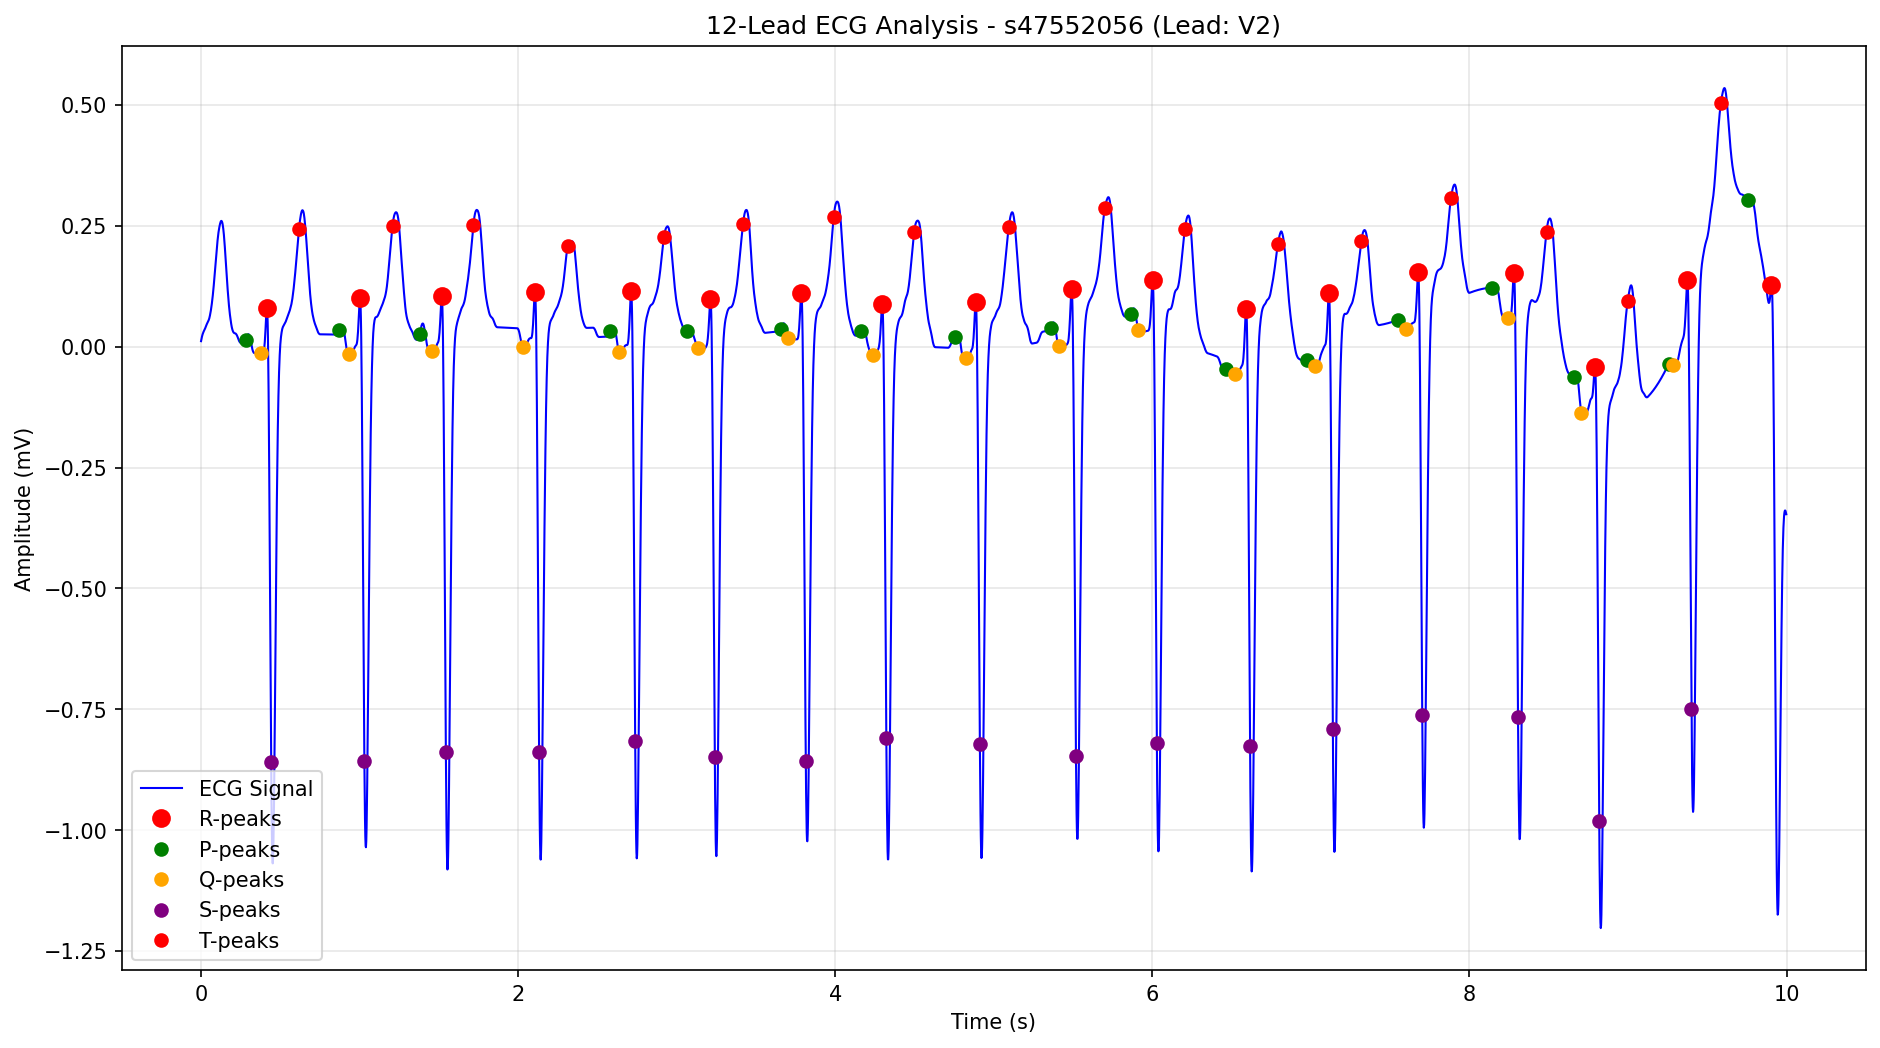 12-Lead ECG Analysis - s47552056 (Lead: V2)
Amplitude (mV)
0.50
0.25
0.00
−0.25
−0.50
−0.75
−1.00
−1.25
ECG Signal
R-peaks
P-peaks
Q-peaks
S-peaks
T-peaks
0 2 4 6 8 10
Time (s)